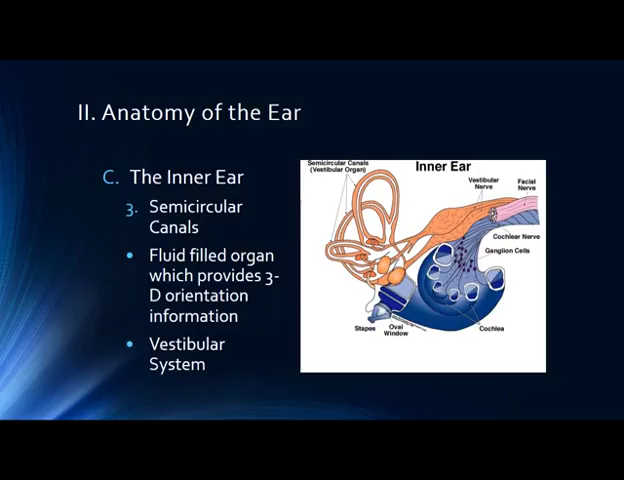 II. Anatomy of the Ear
C. The Inner Ear
3. Semicircular
Canals
• Fluid filled organ
which provides 3-
D orientation
information
• Vestibular
System
Inner Ear
Semicircular Canals
(Vestibular Organ)
Vestibular
Nerve
Facial
Nerve
Cochlear Nerve
Ganglion Cells
Stapes
Oval
Window
Cochlea